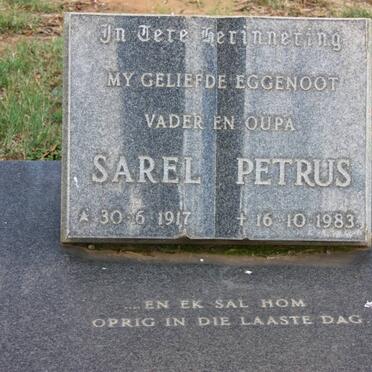 In Tere Herinnering
MY GELIEFDE EGGENOOT
VADER EN OUPA
SAREL PETRUS
* 30·6·1917 + 16·10·1983
....EN EK SAL HOM
OPRIG IN DIE LAASTE DAG